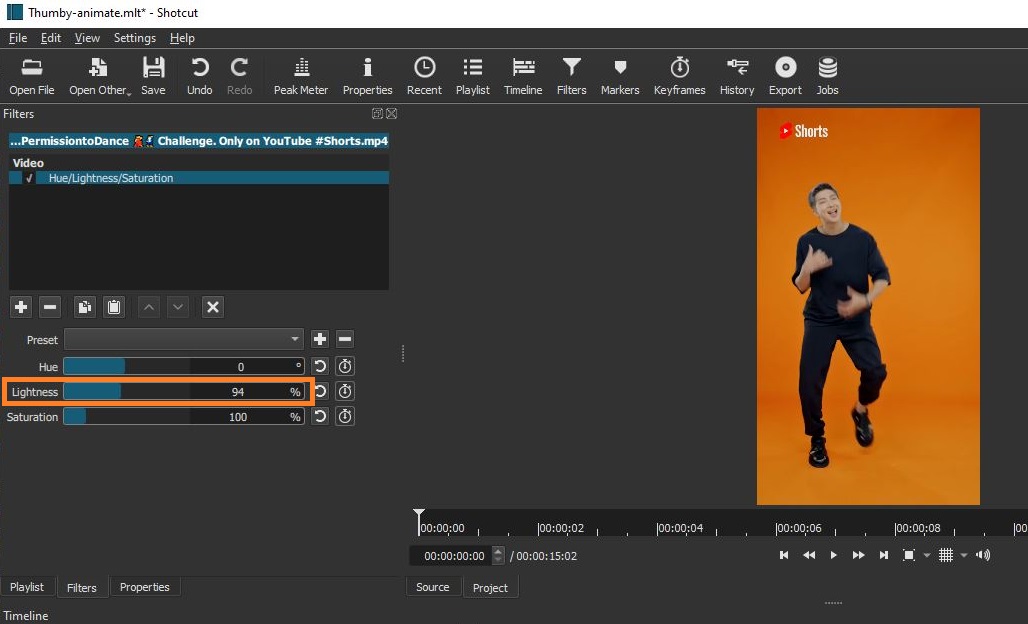 Thumby-animate.mlt* - Shotcut
File Edit View Settings Help
Open File Open Other Save Undo Redo Peak Meter Properties Recent Playlist Timeline Filters Markers Keyframes History Export Jobs
Filters
...PermissiontoDance 💃🕺 Challenge. Only on YouTube #Shorts.mp4
Video
✓ Hue/Lightness/Saturation
Preset
Hue 0 °
Lightness 94 %
Saturation 100 %
Shorts
00:00:00 00:00:02 00:00:04 00:00:06 00:00:08 00
00:00:00:00 / 00:00:15:02
Playlist Filters Properties
Source Project
Timeline